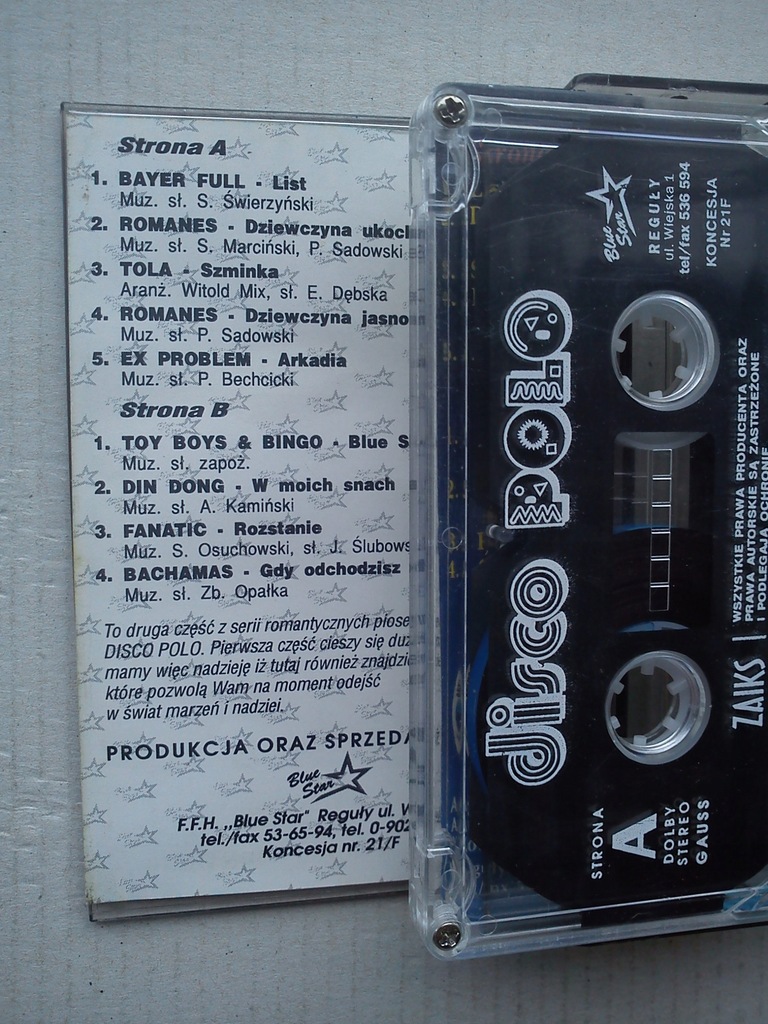 Strona A
1. BAYER FULL - List
Muz. sł. S. Świerzyński
2. ROMANES - Dziewczyna
Muz. sł. S. Marciński, P. Sadowski
3. TOLA - Szminka
Aranż. Witold Mix, sł. E. Dębska
4. ROMANES - Dziewczyna
Muz. sł. P. Sadowski
5. EX PROBLEM - Arkadia
Muz. sł. P. Bechcicki
Strona B
1. TOY BOYS & BINGO - Blue
Muz. sł. zapoż.
2. DIN DONG - W moich snach
Muz. sł. A. Kamiński
3. FANATIC - Rozstanie
Muz. S. Osuchowski, sł. J.
4. BACHAMAS - Gdy odchodzisz
Muz. sł. Zb. Opałka
To druga część z serii romantycznych
DISCO POLO. Pierwsza część cieszy się
mamy więc nadzieję iż tutaj również
które pozwolą Wam na moment odejść
w świat marzeń i nadziei.
PRODUKCJA ORAZ
Blue
Star
F.F.H. „Blue Star" Reguły ul.
tel./fax 53-65-94, tel. 0-902
Koncesja nr. 21/F
disco polo
Blue
Star
REGUŁY
ul. Wiejska 1
tel/fax 536 594
KONCESJA
Nr 21F
STRONA
A
DOLBY
STEREO
GAUSS
ZAIKS
WSZYSTKIE PRAWA PRODUCENTA ORAZ
PRAWA AUTORSKIE SĄ ZASTRZEŻONE
I PODLEGAJĄ OCHRONIE